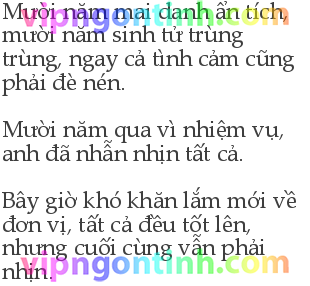 Mười năm mai danh ẩn tích,
vipngontinh.com
mười năm sinh tử trùng
trùng, ngay cả tình cảm cũng
phải đè nén.
Mười năm qua vì nhiệm vụ,
anh đã nhẫn nhịn tất cả.
Bây giờ khó khăn lắm mới về
đơn vị, tất cả đều tốt lên,
nhưng cuối cùng vẫn phải
vipngontinh.com
nhịn.